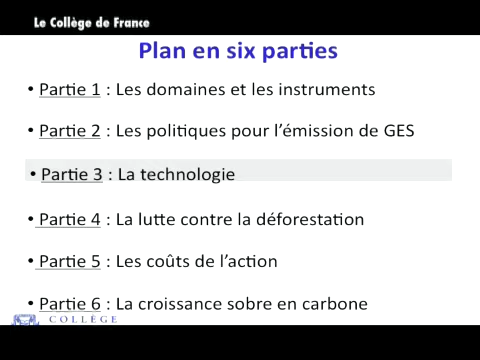 Le Collège de France
Plan en six parties
• Partie 1 : Les domaines et les instruments
• Partie 2 : Les politiques pour l’émission de GES
• Partie 3 : La technologie
• Partie 4 : La lutte contre la déforestation
• Partie 5 : Les coûts de l’action
• Partie 6 : La croissance sobre en carbone
COLLÈGE